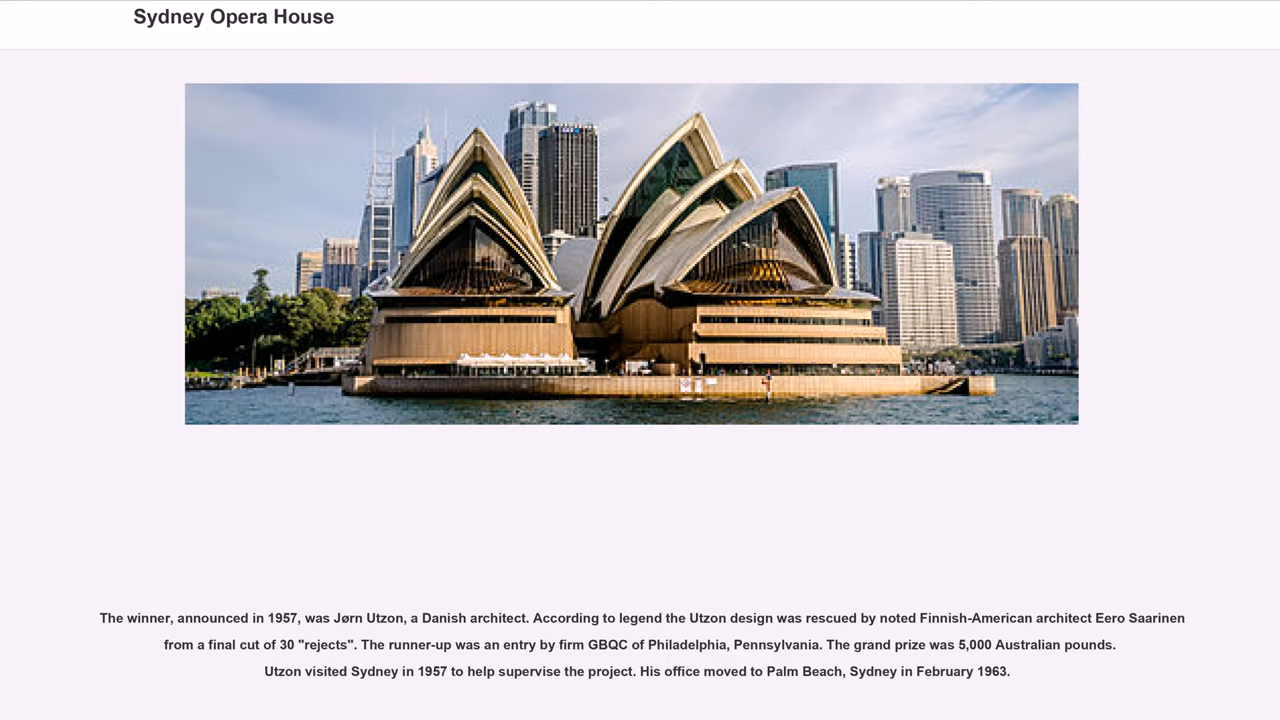 Sydney Opera House
The winner, announced in 1957, was Jørn Utzon, a Danish architect. According to legend the Utzon design was rescued by noted Finnish-American architect Eero Saarinen
from a final cut of 30 "rejects". The runner-up was an entry by firm GBQC of Philadelphia, Pennsylvania. The grand prize was 5,000 Australian pounds.
Utzon visited Sydney in 1957 to help supervise the project. His office moved to Palm Beach, Sydney in February 1963.